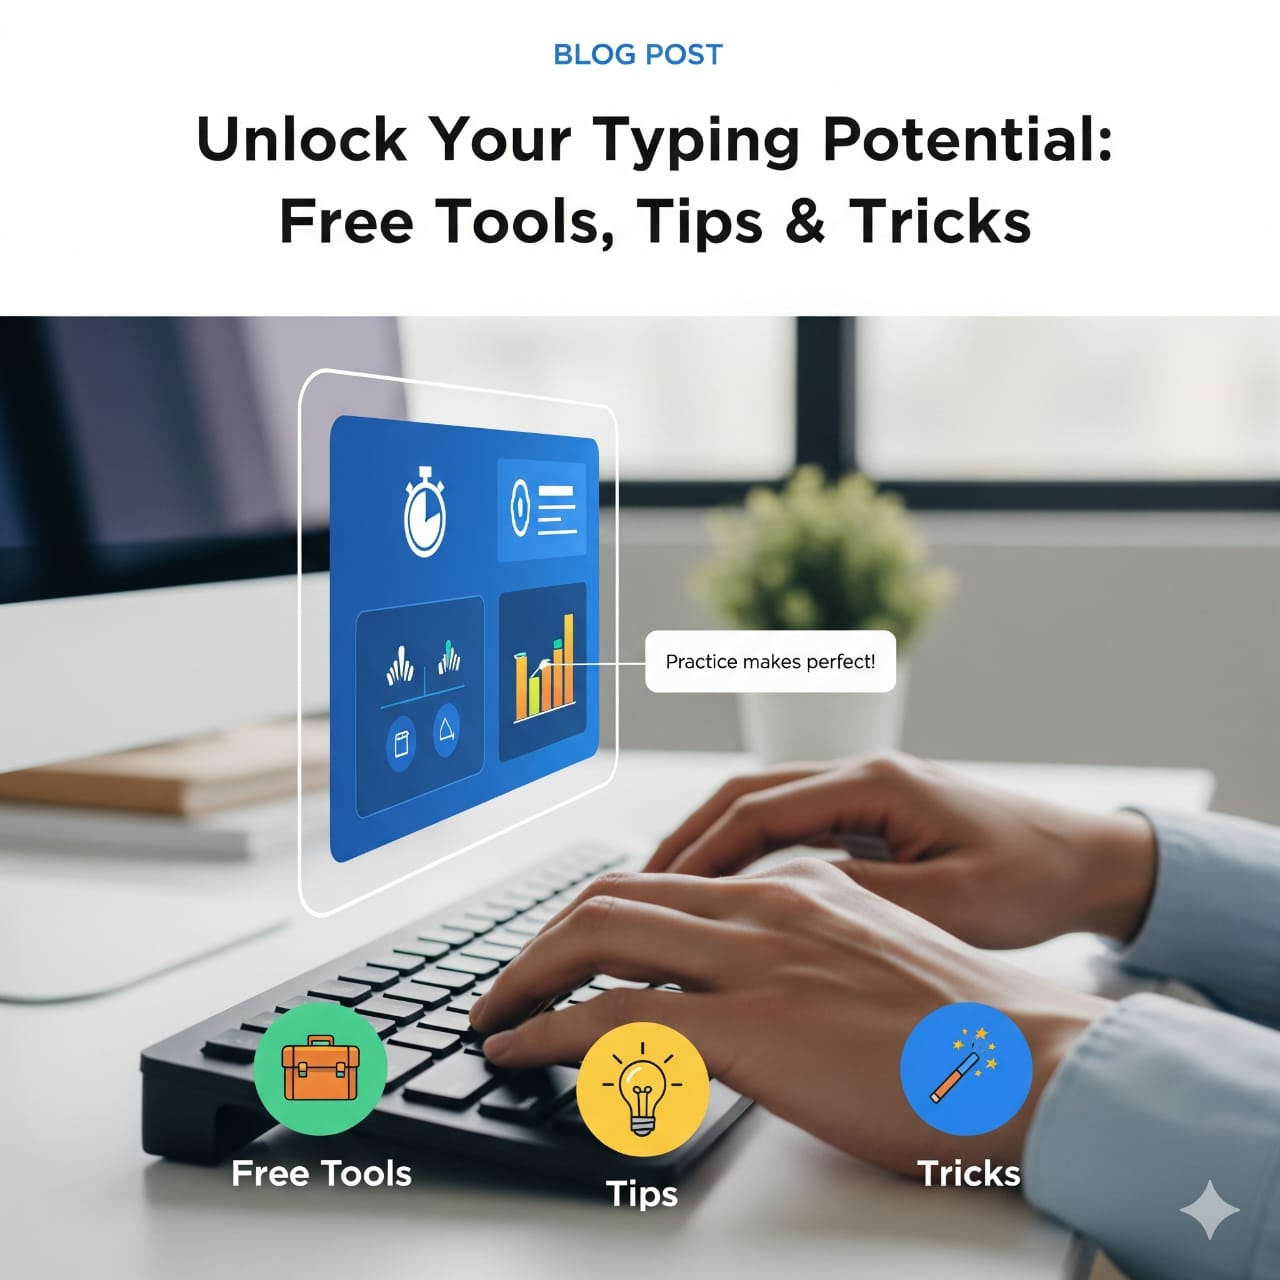 BLOG POST
Unlock Your Typing Potential:
Free Tools, Tips & Tricks
Practice makes perfect!
Free Tools
Tips
Tricks